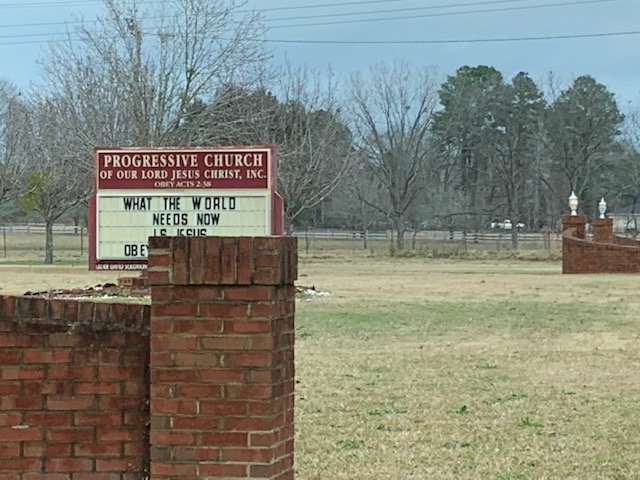 PROGRESSIVE CHURCH
OF OUR LORD JESUS CHRIST, INC.
OBEY ACTS 2:38
WHAT THE WORLD
NEEDS NOW
IS JESUS
OBEY